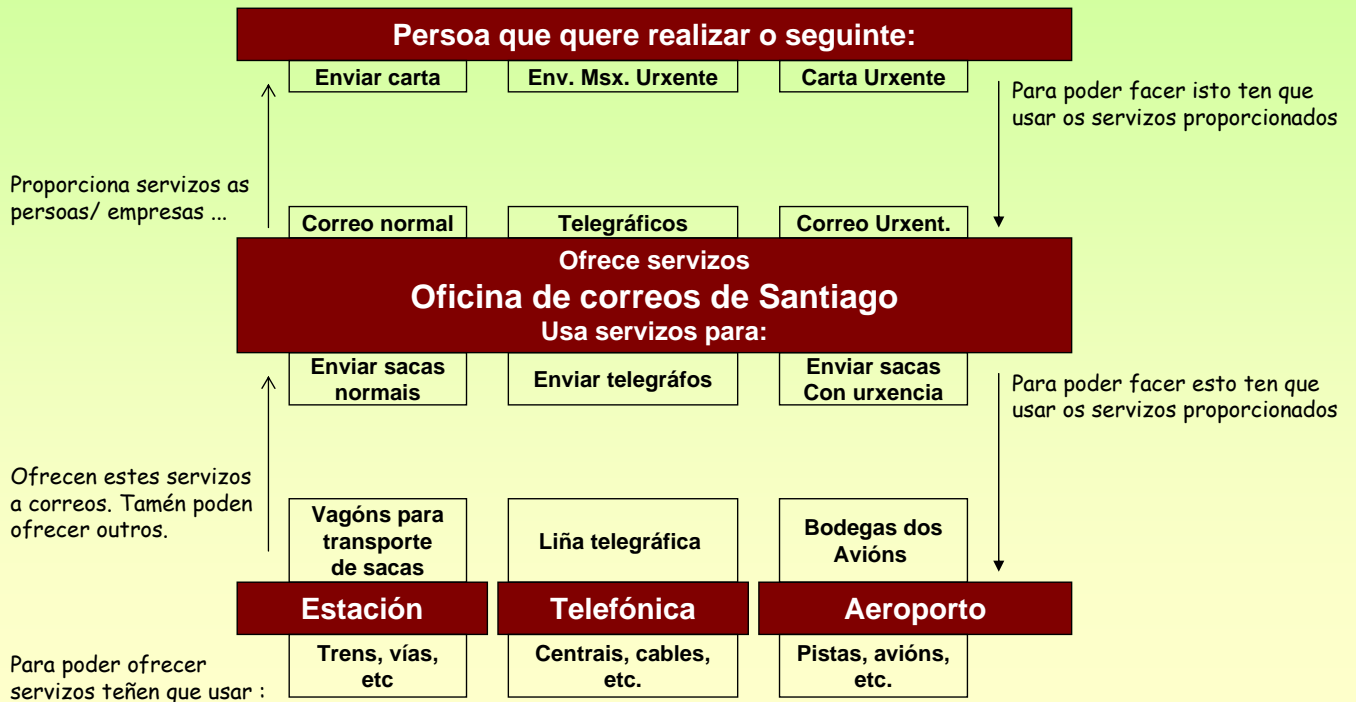 Persoa que quere realizar o seguinte:
Enviar carta
Env. Msx. Urxente
Carta Urxente
Para poder facer isto ten que
usar os servizos proporcionados
Proporciona servizos as
persoas/ empresas ...
Correo normal
Telegráficos
Correo Urxent.
Ofrece servizos
Oficina de correos de Santiago
Usa servizos para:
Enviar sacas
normais
Enviar telegráfos
Enviar sacas
Con urxencia
Para poder facer esto ten que
usar os servizos proporcionados
Ofrecen estes servizos
a correos. Tamén poden
ofrecer outros.
Vagóns para
transporte
de sacas
Liña telegráfica
Bodegas dos
Avións
Estación
Telefónica
Aeroporto
Para poder ofrecer
servizos teñen que usar :
Trens, vías,
etc
Centrais, cables,
etc.
Pistas, avións,
etc.